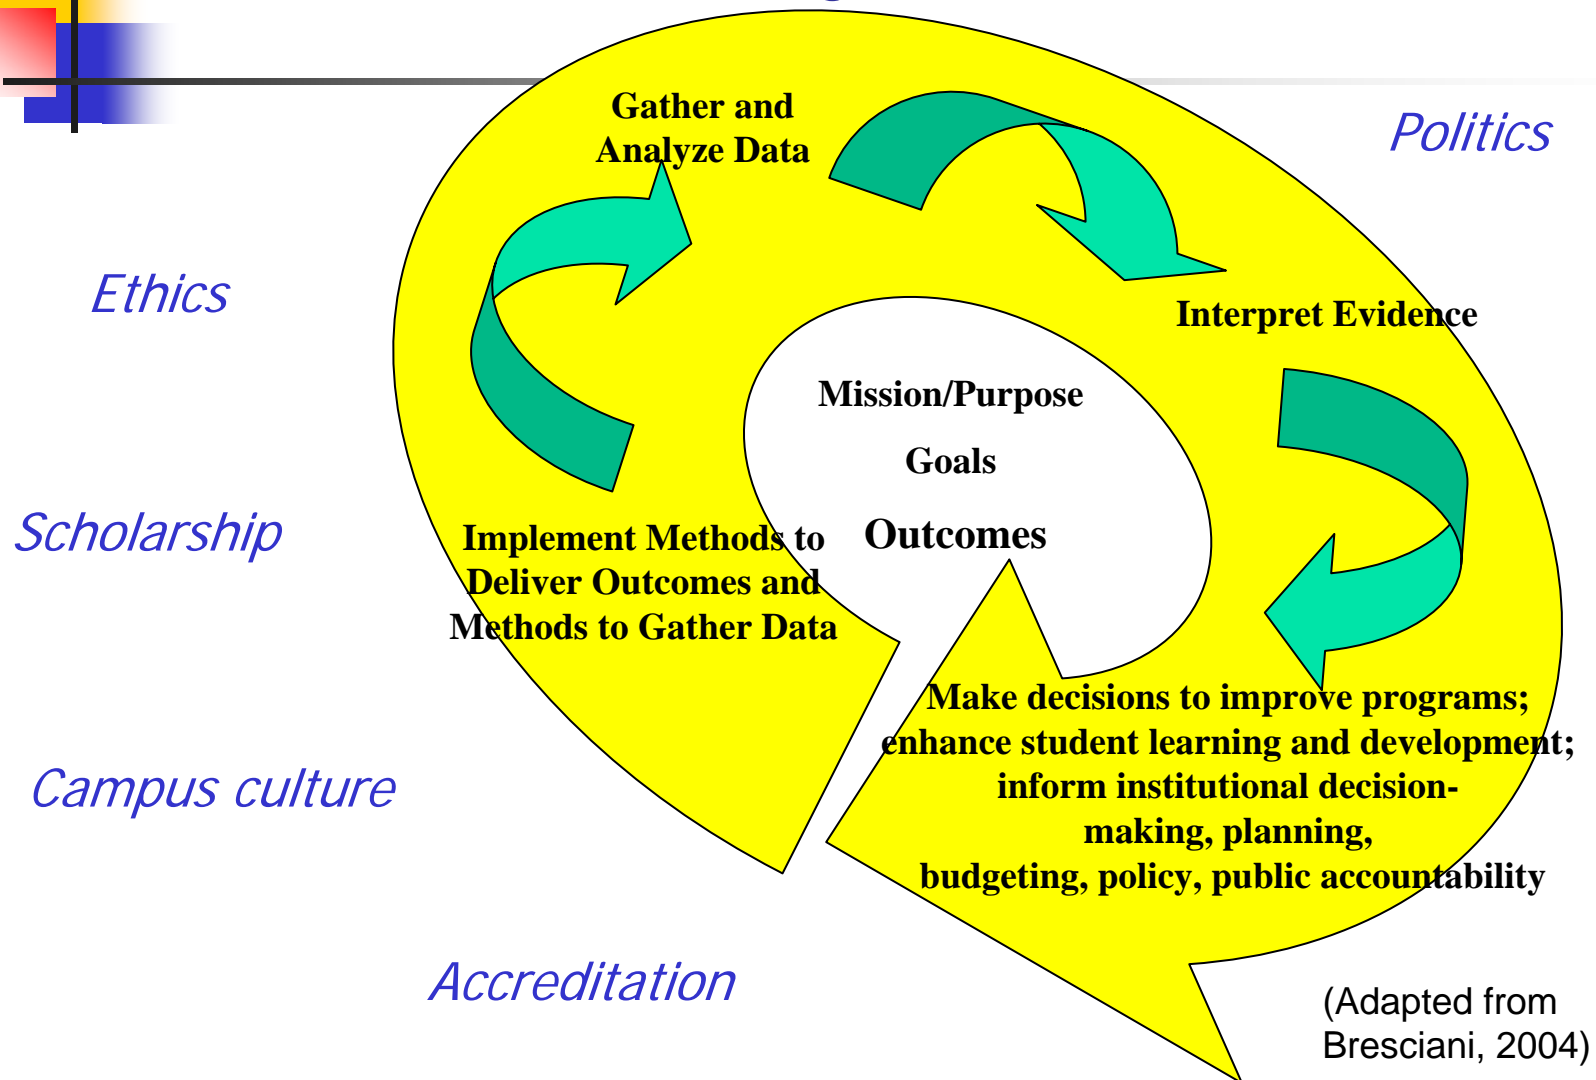 Gather and
Analyze Data
Politics
Ethics
Interpret Evidence
Mission/Purpose
Goals
Outcomes
Scholarship
Implement Methods to
Deliver Outcomes and
Methods to Gather Data
Make decisions to improve programs;
enhance student learning and development;
inform institutional decision-
making, planning,
budgeting, policy, public accountability
Campus culture
Accreditation
(Adapted from
Bresciani, 2004)